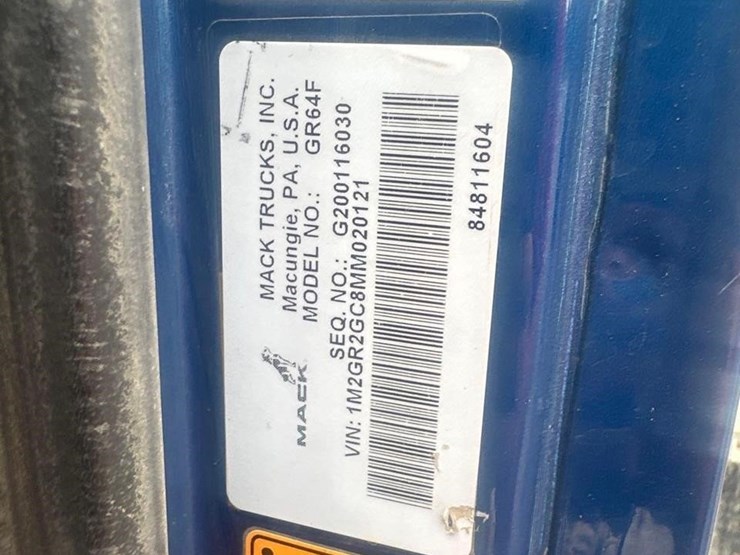 MACK
MACK TRUCKS, INC.
Macungie, PA, U.S.A.
MODEL NO.: GR64F
SEQ. NO.: G200116030
VIN: 1M2GR2GC8MM020121
84811604